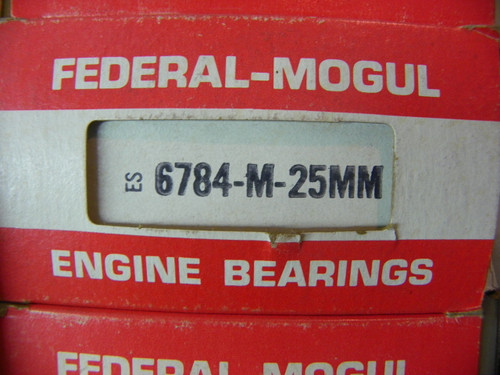 FEDERAL-MOGUL
ES 6784-M-25MM
ENGINE BEARINGS
FEDERAL-MOGUL